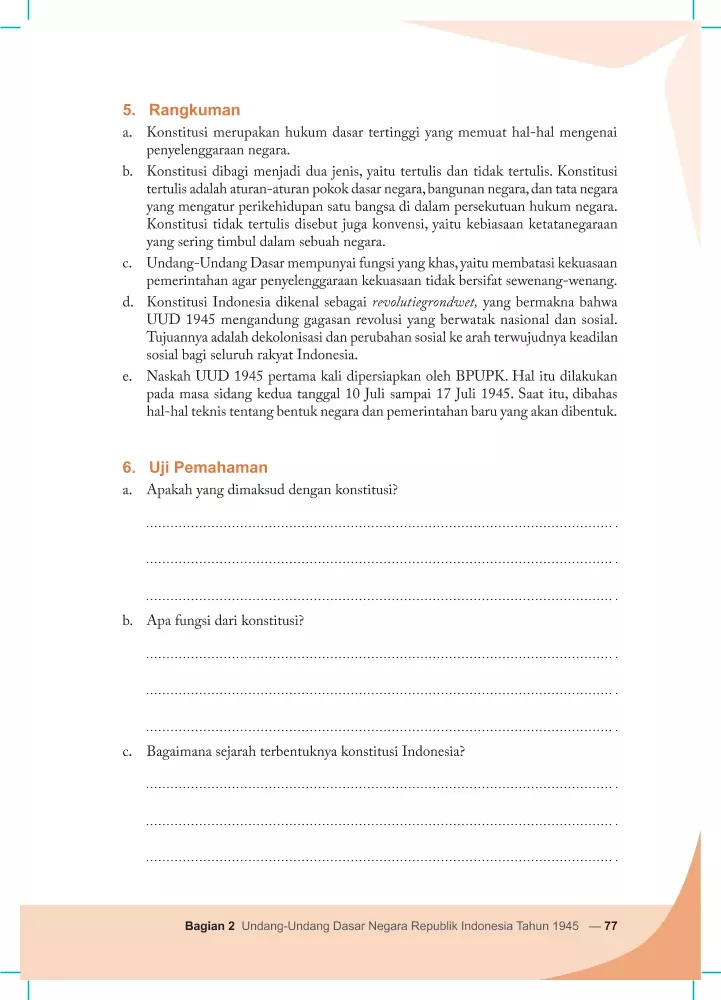 5. Rangkuman
a. Konstitusi merupakan hukum dasar tertinggi yang memuat hal-hal mengenai
penyelenggaraan negara.
b. Konstitusi dibagi menjadi dua jenis, yaitu tertulis dan tidak tertulis. Konstitusi
tertulis adalah aturan-aturan pokok dasar negara, bangunan negara, dan tata negara
yang mengatur perikehidupan satu bangsa di dalam persekutuan hukum negara.
Konstitusi tidak tertulis disebut juga konvensi, yaitu kebiasaan ketatanegaraan
yang sering timbul dalam sebuah negara.
c. Undang-Undang Dasar mempunyai fungsi yang khas, yaitu membatasi kekuasaan
pemerintahan agar penyelenggaraan kekuasaan tidak bersifat sewenang-wenang.
d. Konstitusi Indonesia dikenal sebagai revolutiegrondwet, yang bermakna bahwa
UUD 1945 mengandung gagasan revolusi yang berwatak nasional dan sosial.
Tujuannya adalah dekolonisasi dan perubahan sosial ke arah terwujudnya keadilan
sosial bagi seluruh rakyat Indonesia.
e. Naskah UUD 1945 pertama kali dipersiapkan oleh BPUPK. Hal itu dilakukan
pada masa sidang kedua tanggal 10 Juli sampai 17 Juli 1945. Saat itu, dibahas
hal-hal teknis tentang bentuk negara dan pemerintahan baru yang akan dibentuk.
6. Uji Pemahaman
a. Apakah yang dimaksud dengan konstitusi?
b. Apa fungsi dari konstitusi?
c. Bagaimana sejarah terbentuknya konstitusi Indonesia?
Bagian 2 Undang-Undang Dasar Negara Republik Indonesia Tahun 1945 — 77